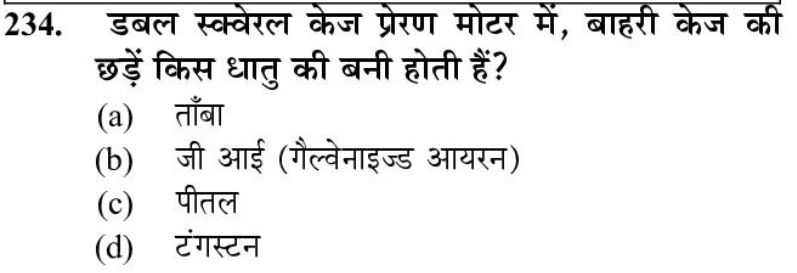 234. डबल स्क्वेरल केज प्रेरण मोटर में, बाहरी केज की
छड़ें किस धातु की बनी होती हैं?
(a) ताँबा
(b) जी आई (गैल्वेनाइज्ड आयरन)
(c) पीतल
(d) टंगस्टन